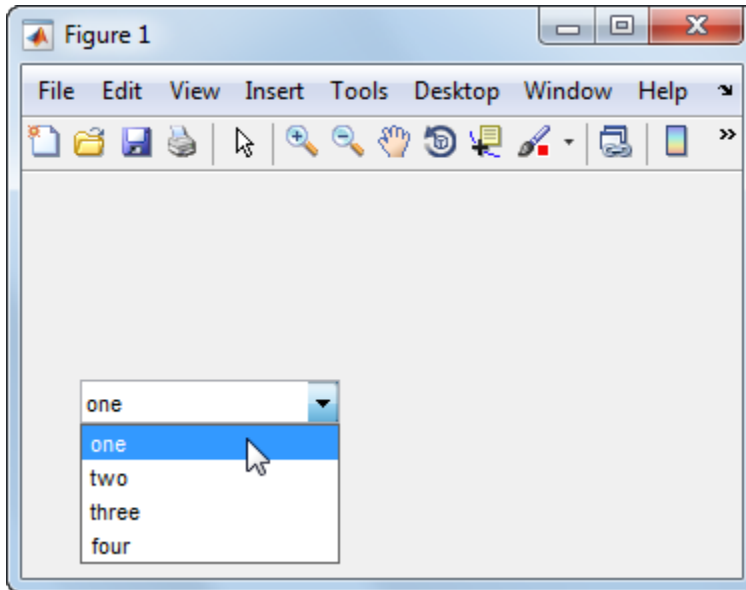 Figure 1
File Edit View Insert Tools Desktop Window Help
one
one
two
three
four